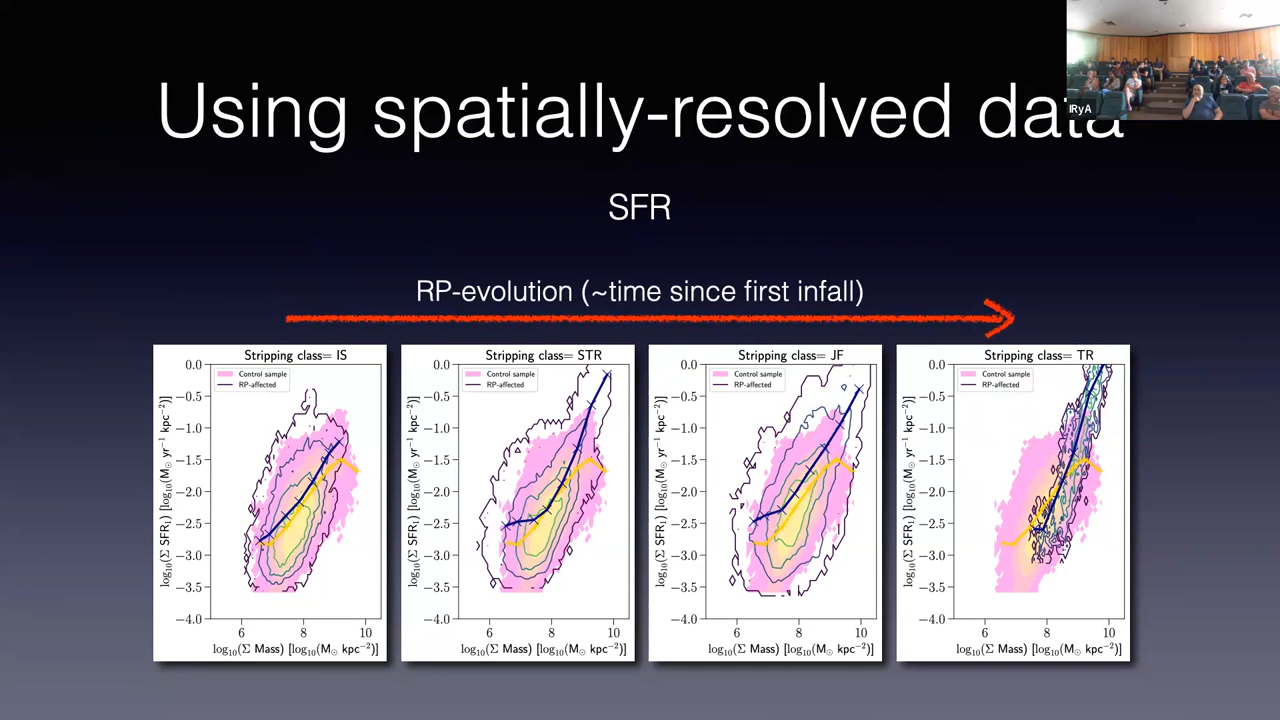 Using spatially-resolved data
IRyA
SFR
RP-evolution (~time since first infall)
Stripping class= IS
Control sample
RP-affected
0.0
−0.5
−1.0
−1.5
−2.0
−2.5
−3.0
−3.5
−4.0
log₁₀(Σ SFR₁) [log₁₀(M⊙ yr⁻¹ kpc⁻²)]
6 8 10
log₁₀(Σ Mass) [log₁₀(M⊙ kpc⁻²)]
Stripping class= STR
Control sample
RP-affected
0.0
−0.5
−1.0
−1.5
−2.0
−2.5
−3.0
−3.5
−4.0
log₁₀(Σ SFR₁) [log₁₀(M⊙ yr⁻¹ kpc⁻²)]
6 8 10
log₁₀(Σ Mass) [log₁₀(M⊙ kpc⁻²)]
Stripping class= JF
Control sample
RP-affected
0.0
−0.5
−1.0
−1.5
−2.0
−2.5
−3.0
−3.5
−4.0
log₁₀(Σ SFR₁) [log₁₀(M⊙ yr⁻¹ kpc⁻²)]
6 8 10
log₁₀(Σ Mass) [log₁₀(M⊙ kpc⁻²)]
Stripping class= TR
Control sample
RP-affected
0.0
−0.5
−1.0
−1.5
−2.0
−2.5
−3.0
−3.5
−4.0
log₁₀(Σ SFR₁) [log₁₀(M⊙ yr⁻¹ kpc⁻²)]
6 8 10
log₁₀(Σ Mass) [log₁₀(M⊙ kpc⁻²)]